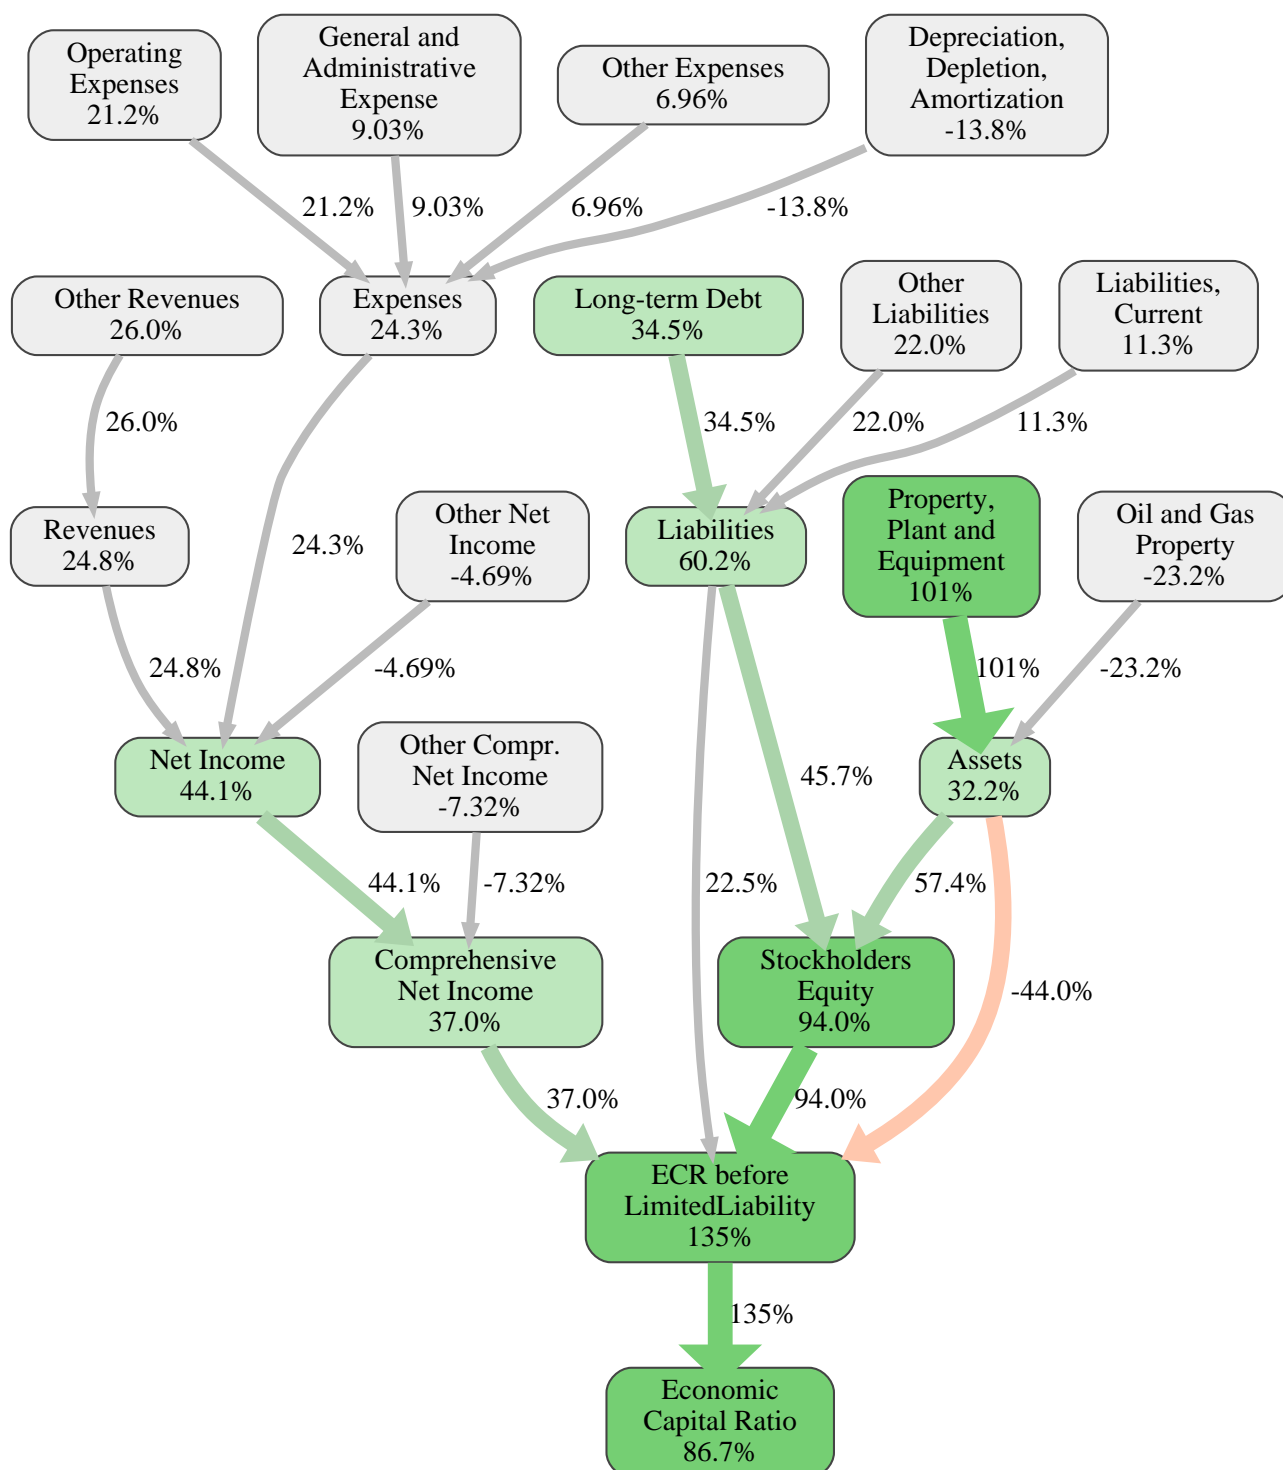 Operating
Expenses
21.2%
General and
Administrative
Expense
9.03%
Other Expenses
6.96%
Depreciation,
Depletion,
Amortization
-13.8%
21.2%
9.03%
6.96%
-13.8%
Other Revenues
26.0%
Expenses
24.3%
Long-term Debt
34.5%
Other
Liabilities
22.0%
Liabilities,
Current
11.3%
26.0%
34.5%
22.0%
11.3%
Revenues
24.8%
24.3%
Other Net
Income
-4.69%
Liabilities
60.2%
Property,
Plant and
Equipment
101%
Oil and Gas
Property
-23.2%
24.8%
-4.69%
101%
-23.2%
Net Income
44.1%
Other Compr.
Net Income
-7.32%
45.7%
Assets
32.2%
44.1%
-7.32%
22.5%
57.4%
Comprehensive
Net Income
37.0%
Stockholders
Equity
94.0%
-44.0%
37.0%
94.0%
ECR before
LimitedLiability
135%
135%
Economic
Capital Ratio
86.7%